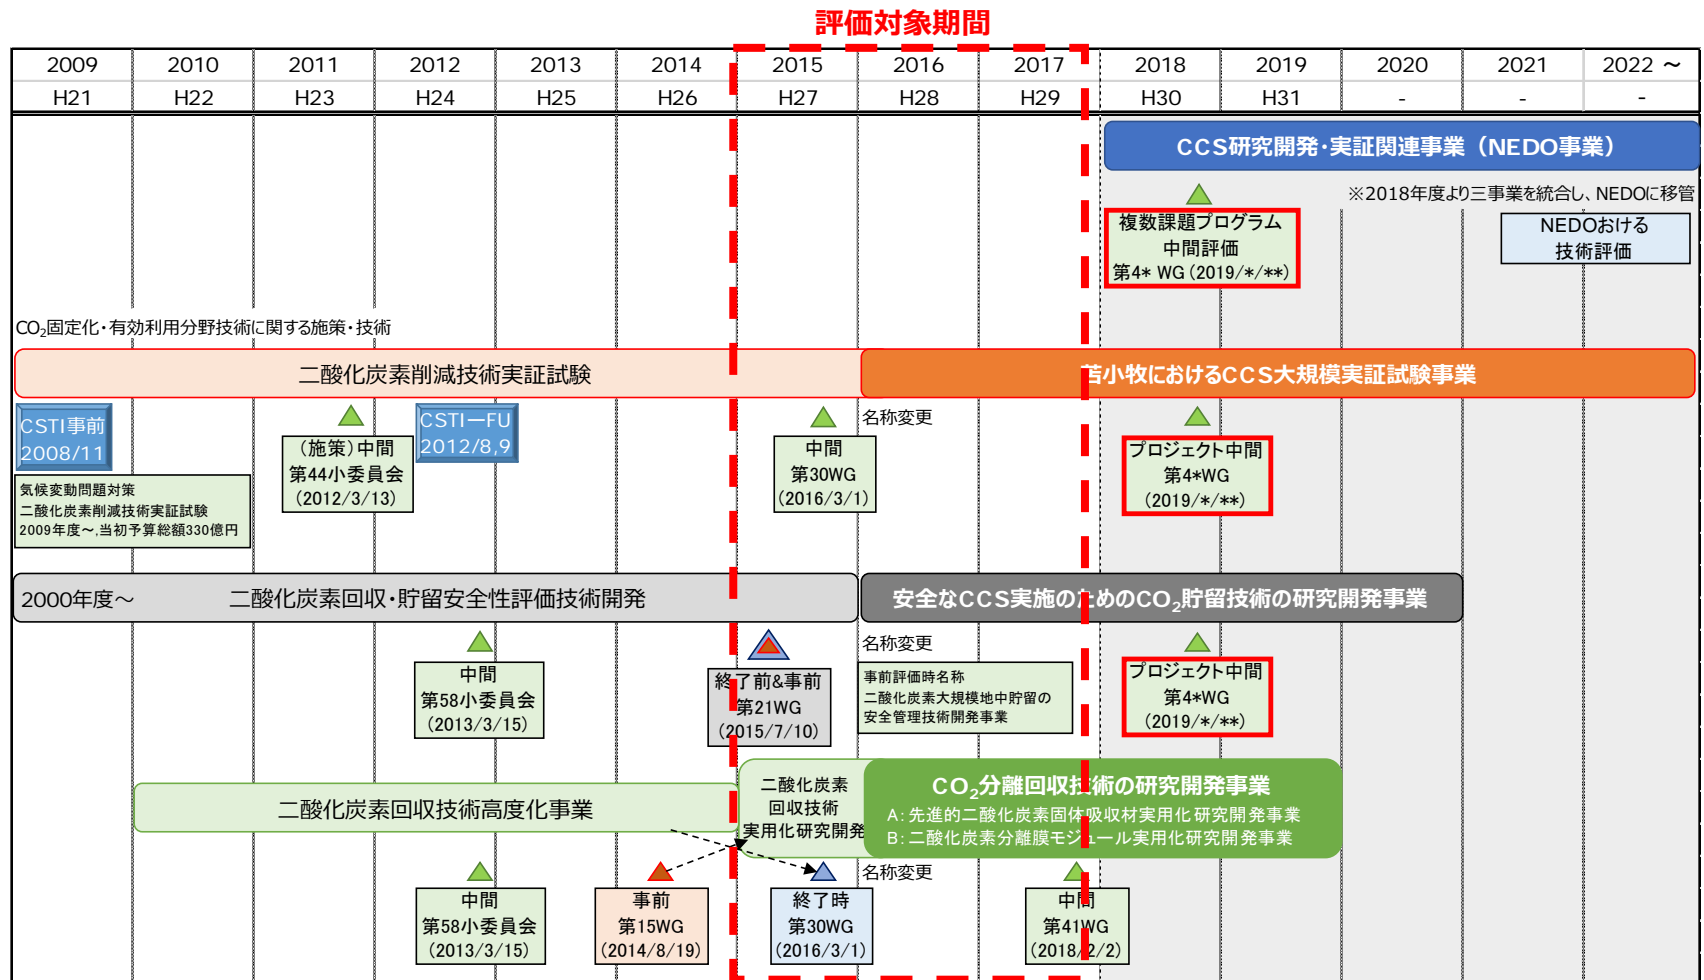 評価対象期間
2009 2010 2011 2012 2013 2014 2015 2016 2017 2018 2019 2020 2021 2022 ～
H21 H22 H23 H24 H25 H26 H27 H28 H29 H30 H31 - - -
CCS研究開発・実証関連事業（NEDO事業）
※2018年度より三事業を統合し、NEDOに移管
複数課題プログラム
中間評価
第4* WG (2019/*/**)
NEDOおける
技術評価
CO₂固定化・有効利用分野技術に関する施策・技術
二酸化炭素削減技術実証試験
苫小牧におけるCCS大規模実証試験事業
CSTI事前
2008/11
気候変動問題対策
二酸化炭素削減技術実証試験
2009年度～,当初予算総額330億円
（施策）中間
第44小委員会
(2012/3/13)
CSTI－FU
2012/8,9
中間
第30WG
(2016/3/1)
名称変更
プロジェクト中間
第4*WG
(2019/*/**)
2000年度～
二酸化炭素回収・貯留安全性評価技術開発
安全なCCS実施のためのCO₂貯留技術の研究開発事業
中間
第58小委員会
(2013/3/15)
終了前&事前
第21WG
(2015/7/10)
名称変更
事前評価時名称
二酸化炭素大規模地中貯留の
安全管理技術開発事業
プロジェクト中間
第4*WG
(2019/*/**)
二酸化炭素回収技術高度化事業
二酸化炭素
回収技術
実用化研究開発
CO₂分離回収技術の研究開発事業
A：先進的二酸化炭素固体吸収材実用化研究開発事業
B：二酸化炭素分離膜モジュール実用化研究開発事業
中間
第58小委員会
(2013/3/15)
事前
第15WG
(2014/8/19)
終了時
第30WG
(2016/3/1)
名称変更
中間
第41WG
(2018/2/2)